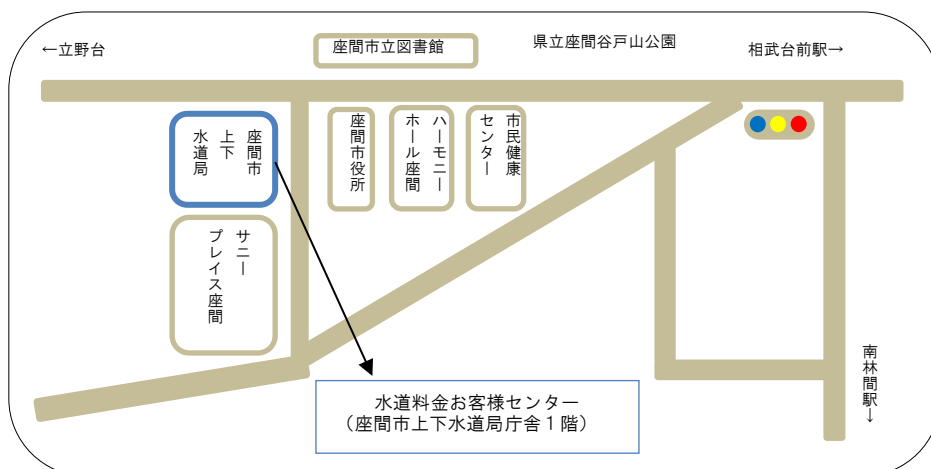 ←立野台
座間市立図書館
県立座間谷戸山公園
相武台前駅→
座間市
上下
水道局
座間市役所
ハーモニー
ホール座間
市民健康
センター
サニー
プレイス座間
南林間駅→
水道料金お客様センター
（座間市上下水道局庁舎１階）